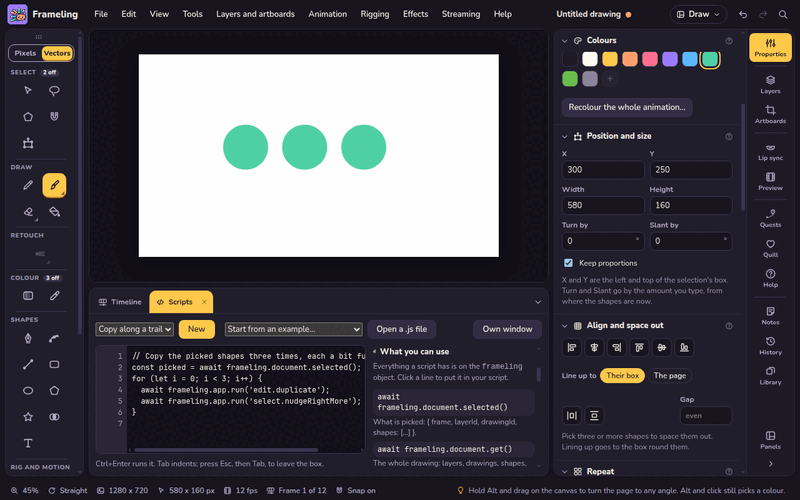 Frameling File Edit View Tools Layers and artboards Animation Rigging Effects Streaming Help Untitled drawing Draw
Pixels Vectors
SELECT 2 off
DRAW
RETOUCH
COLOUR 3 off
SHAPES
RIG AND MOTION
Timeline Scripts
Copy along a trail New Start from an example... Open a .js file Own window
1 // Copy the picked shapes three times, each a bit fu
2 const picked = await frameling.document.selected();
3 for (let i = 0; i < 3; i++) {
4 await frameling.app.run('edit.duplicate');
5 await frameling.app.run('select.nudgeRightMore');
6 }
7
Ctrl+Enter runs it. Tab indents; press Esc, then Tab, to leave the box.
What you can use
Everything a script has is on the frameling
object. Click a line to put it in your script.
await
frameling.document.selected()
What is picked: { frame, layerId, drawingId,
shapes: [...] }.
await frameling.document.get()
The whole drawing: layers, drawings, shapes,
Colours
Recolour the whole animation...
Position and size
X Y
300 250
Width Height
580 160
Turn by Slant by
0 ° 0 °
Keep proportions
X and Y are the left and top of the selection's box.
Turn and Slant go by the amount you type, from
where the shapes are now.
Align and space out
Line up to Their box The page
Gap
even
Pick three or more shapes to space them out.
Lining up goes to the box round them.
Repeat
Properties
Layers
Artboards
Lip sync
Preview
Quests
Quill
Help
Notes
History
Library
Panels
45% Straight 1280 x 720 580 x 160 px 12 fps Frame 1 of 12 Snap on Hold Alt and drag on the canvas to turn the page to any angle. Alt and click still picks a colour.